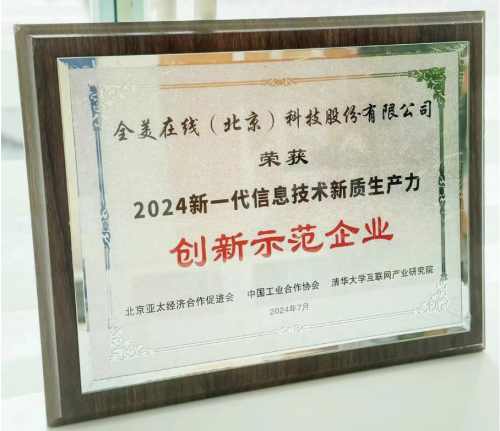 全美在线（北京）科技股份有限公司
荣获
2024新一代信息技术新质生产力
创新示范企业
北京亚太经济合作促进会 中国工业合作协会 清华大学互联网产业研究院
2024年7月